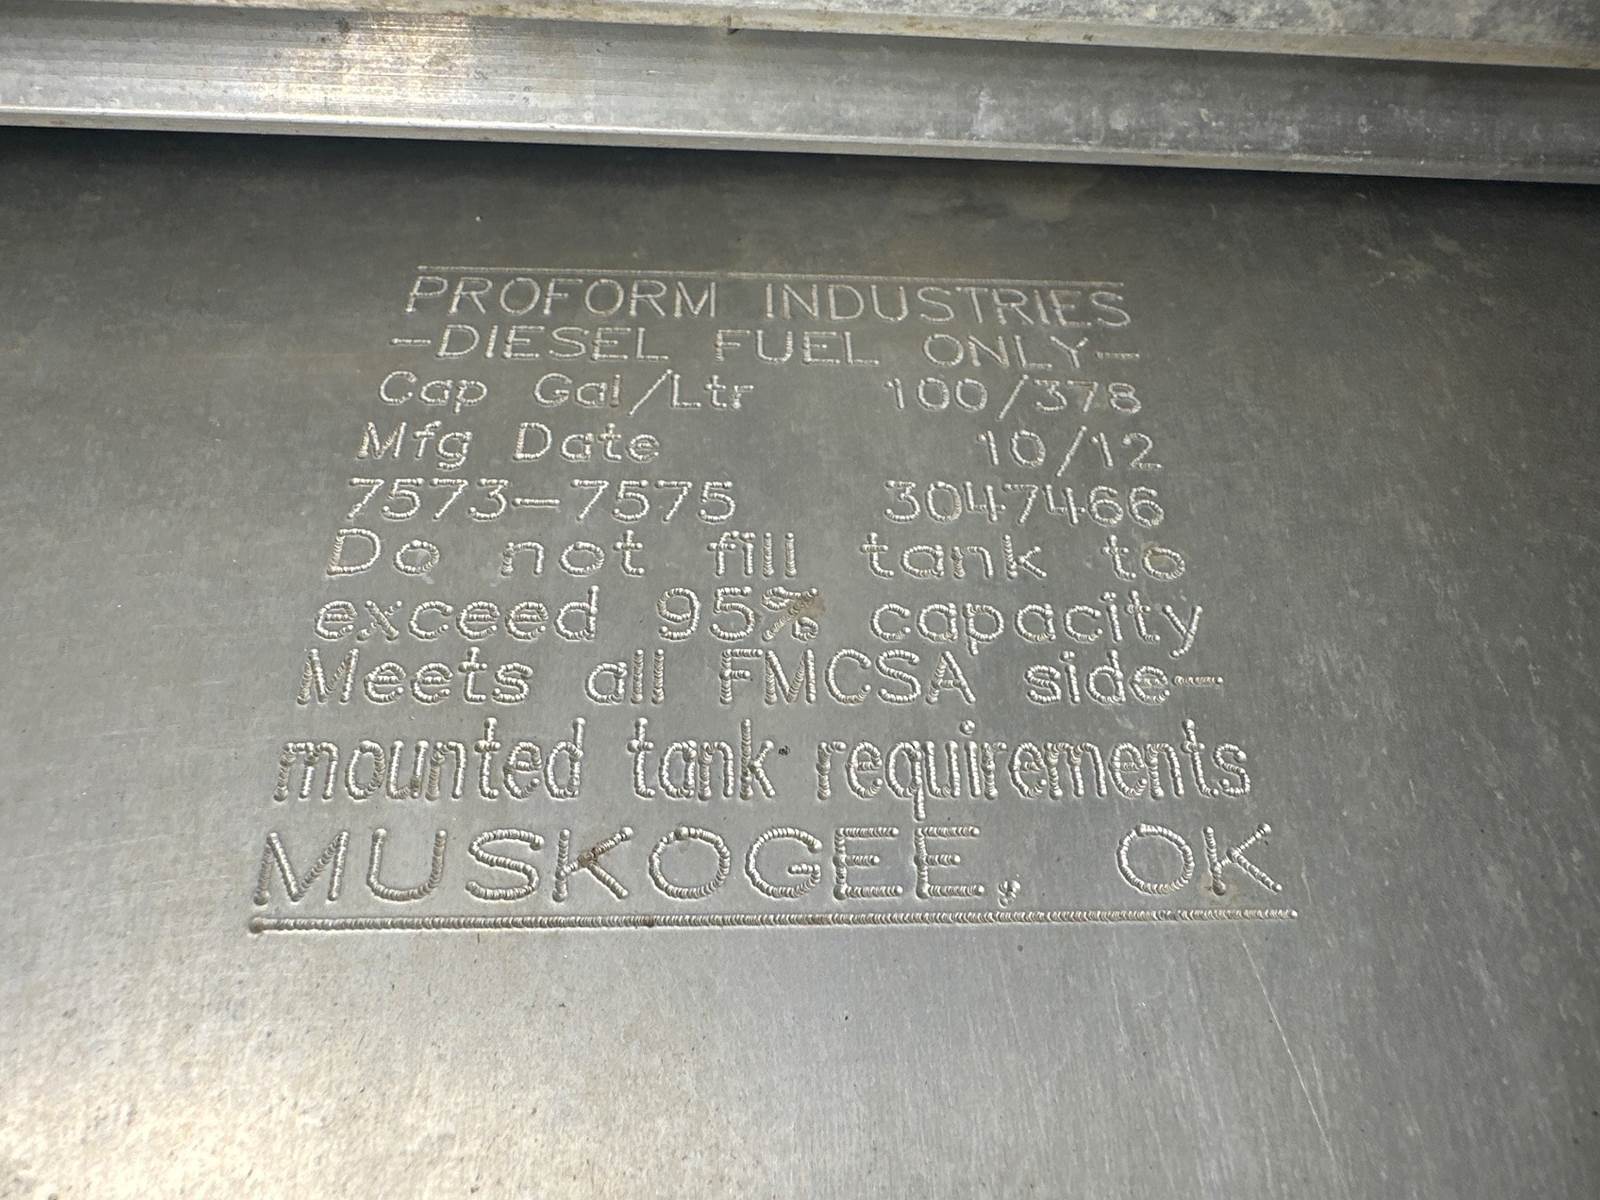 PROFORM INDUSTRIES
-DIESEL FUEL ONLY-
Cap Gal/Ltr 100/378
Mfg Date 10/12
7573-7575 3047466
Do not fill tank to
exceed 95% capacity
Meets all FMCSA side-
mounted tank requirements
MUSKOGEE, OK